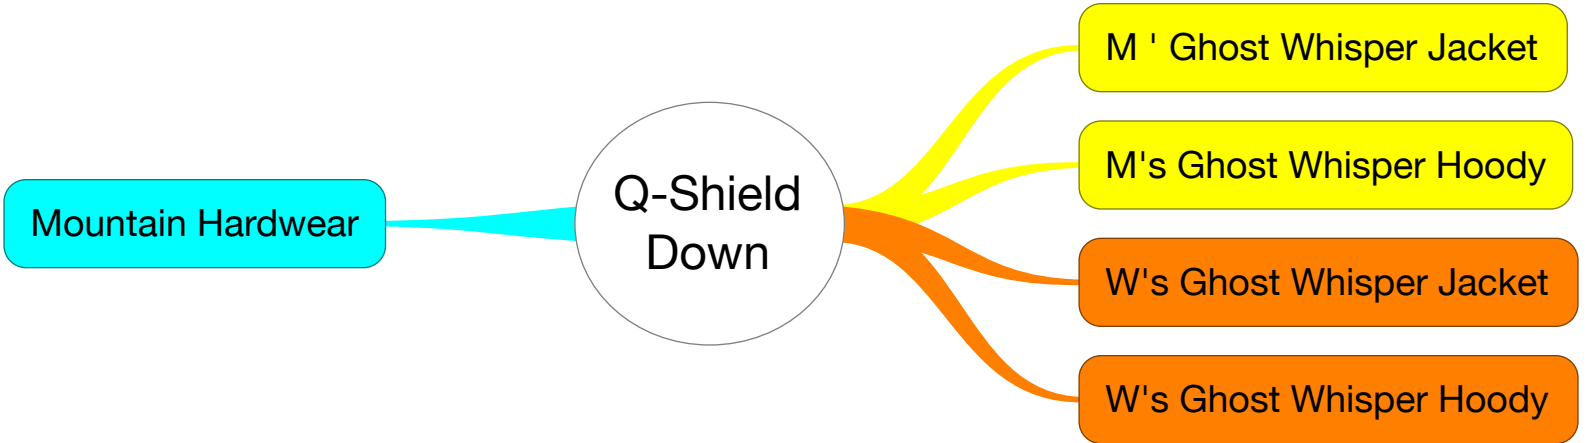 Mountain Hardwear
Q-Shield
Down
M ' Ghost Whisper Jacket
M's Ghost Whisper Hoody
W's Ghost Whisper Jacket
W's Ghost Whisper Hoody